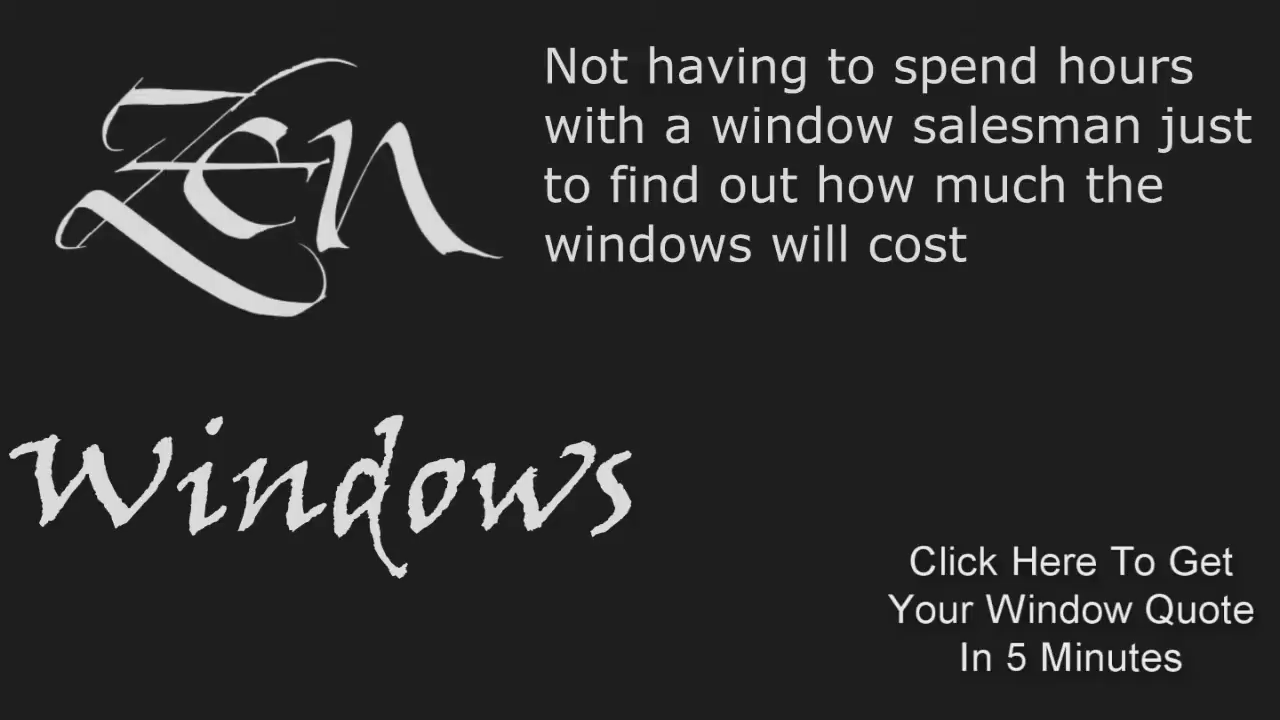 Zen
Not having to spend hours
with a window salesman just
to find out how much the
windows will cost
Windows
Click Here To Get
Your Window Quote
In 5 Minutes